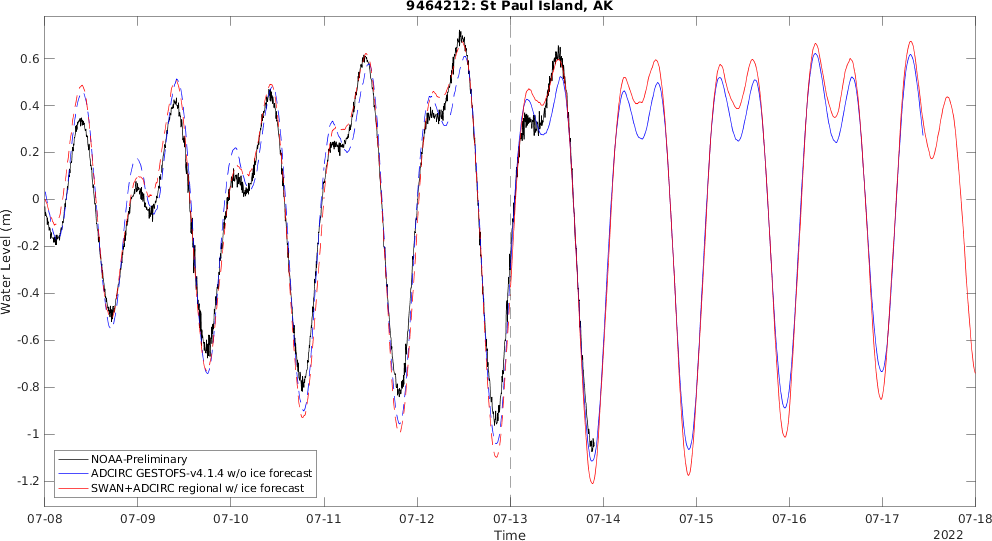 9464212: St Paul Island, AK
Water Level (m)
0.6
0.4
0.2
0
-0.2
-0.4
-0.6
-0.8
-1
-1.2
NOAA-Preliminary
ADCIRC GESTOFS-v4.1.4 w/o ice forecast
SWAN+ADCIRC regional w/ ice forecast
07-08 07-09 07-10 07-11 07-12 07-13 07-14 07-15 07-16 07-17 07-18
Time
2022